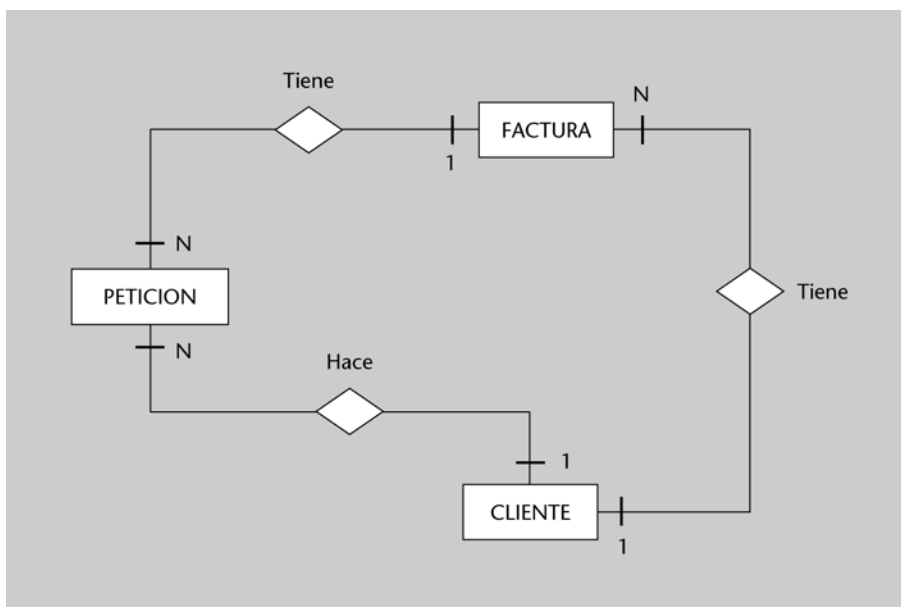 Tiene
N
FACTURA
1
N
PETICION
N
Tiene
Hace
1
CLIENTE
1